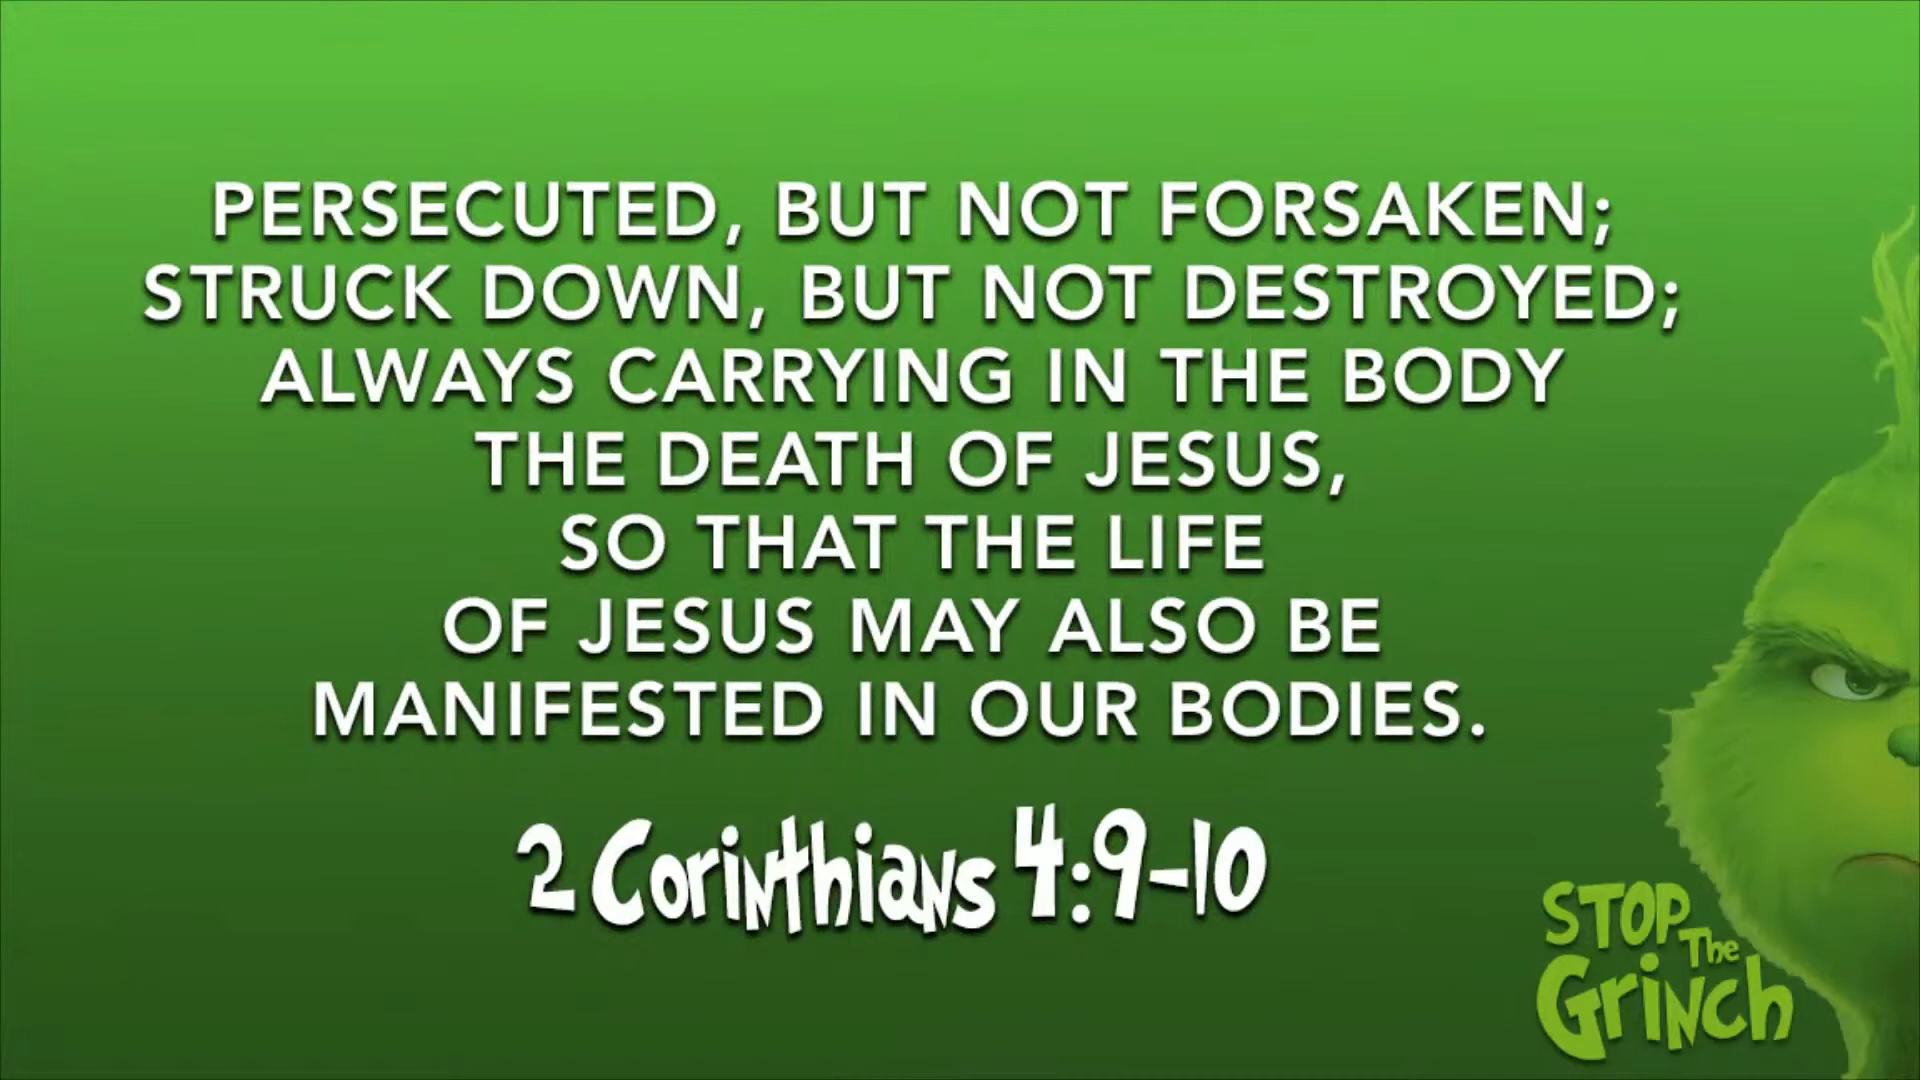 PERSECUTED, BUT NOT FORSAKEN;
STRUCK DOWN, BUT NOT DESTROYED;
ALWAYS CARRYING IN THE BODY
THE DEATH OF JESUS,
SO THAT THE LIFE
OF JESUS MAY ALSO BE
MANIFESTED IN OUR BODIES.
2 Corinthians 4:9-10
STOP
The
GriNch